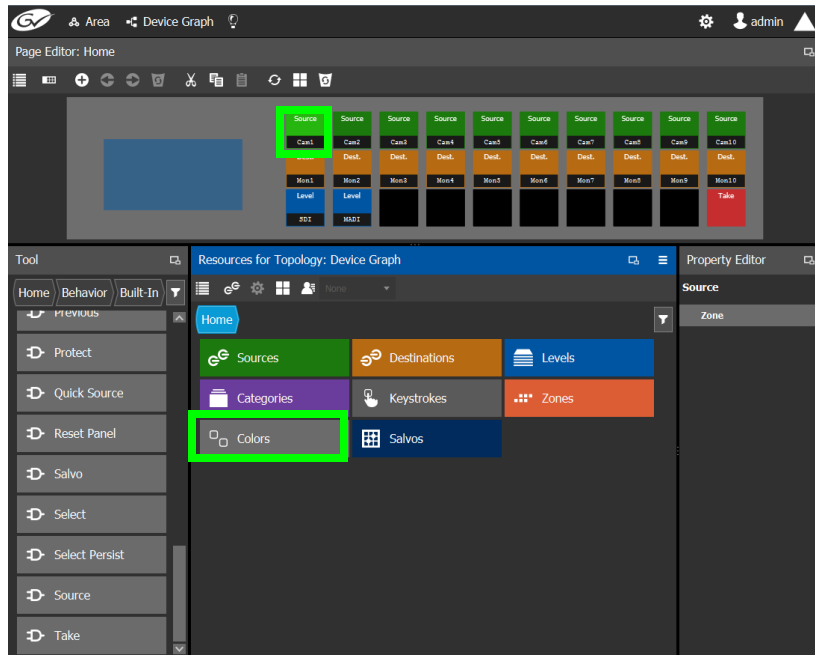 GV Area Device Graph admin
Page Editor: Home
Source Source Source Source Source Source Source Source Source Source
Cam1 Cam2 Cam3 Cam4 Cam5 Cam6 Cam7 Cam8 Cam9 Cam10
Dest. Dest. Dest. Dest. Dest. Dest. Dest. Dest. Dest. Dest.
Mon1 Mon2 Mon3 Mon4 Mon5 Mon6 Mon7 Mon8 Mon9 Mon10
Level Level Take
SDI MADI
Tool
Home Behavior Built-In
Previous
Protect
Quick Source
Reset Panel
Salvo
Select
Select Persist
Source
Take
Resources for Topology: Device Graph
None
Home
Sources Destinations Levels
Categories Keystrokes Zones
Colors Salvos
Property Editor
Source
Zone